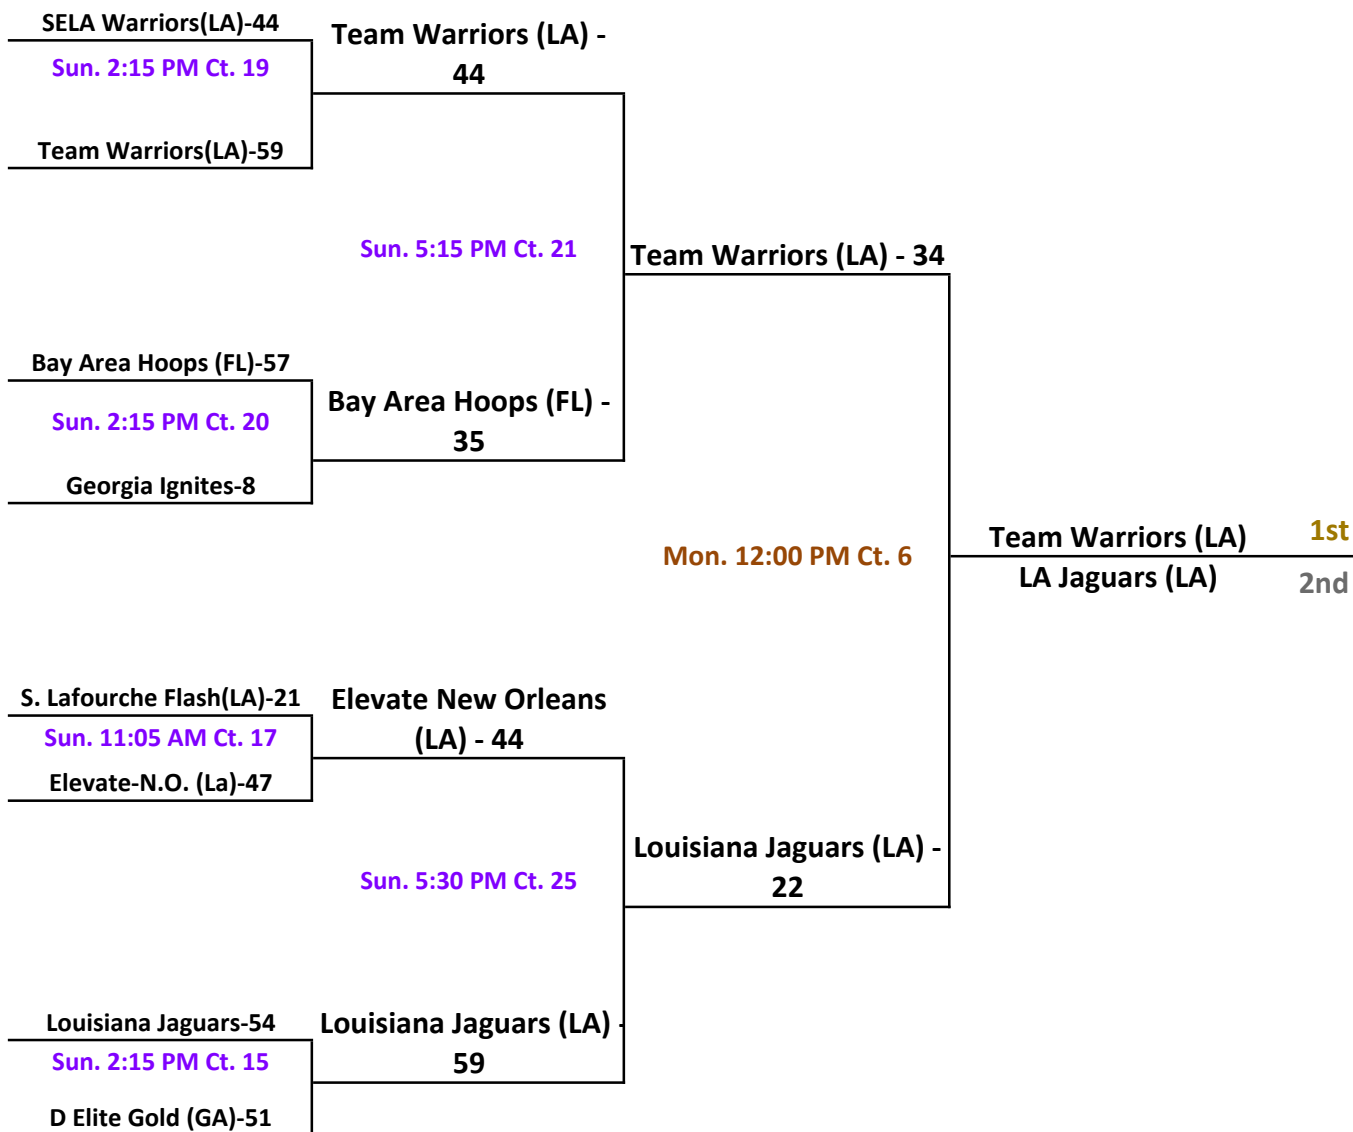 SELA Warriors(LA)-44
Team Warriors (LA) -
44
Sun. 2:15 PM Ct. 19
Team Warriors(LA)-59
Sun. 5:15 PM Ct. 21
Team Warriors (LA) - 34
Bay Area Hoops (FL)-57
Bay Area Hoops (FL) -
35
Sun. 2:15 PM Ct. 20
Georgia Ignites-8
Mon. 12:00 PM Ct. 6
Team Warriors (LA)
1st
LA Jaguars (LA)
2nd
S. Lafourche Flash(LA)-21
Elevate New Orleans
(LA) - 44
Sun. 11:05 AM Ct. 17
Elevate-N.O. (La)-47
Louisiana Jaguars (LA) -
22
Sun. 5:30 PM Ct. 25
Louisiana Jaguars-54
Louisiana Jaguars (LA) -
59
Sun. 2:15 PM Ct. 15
D Elite Gold (GA)-51